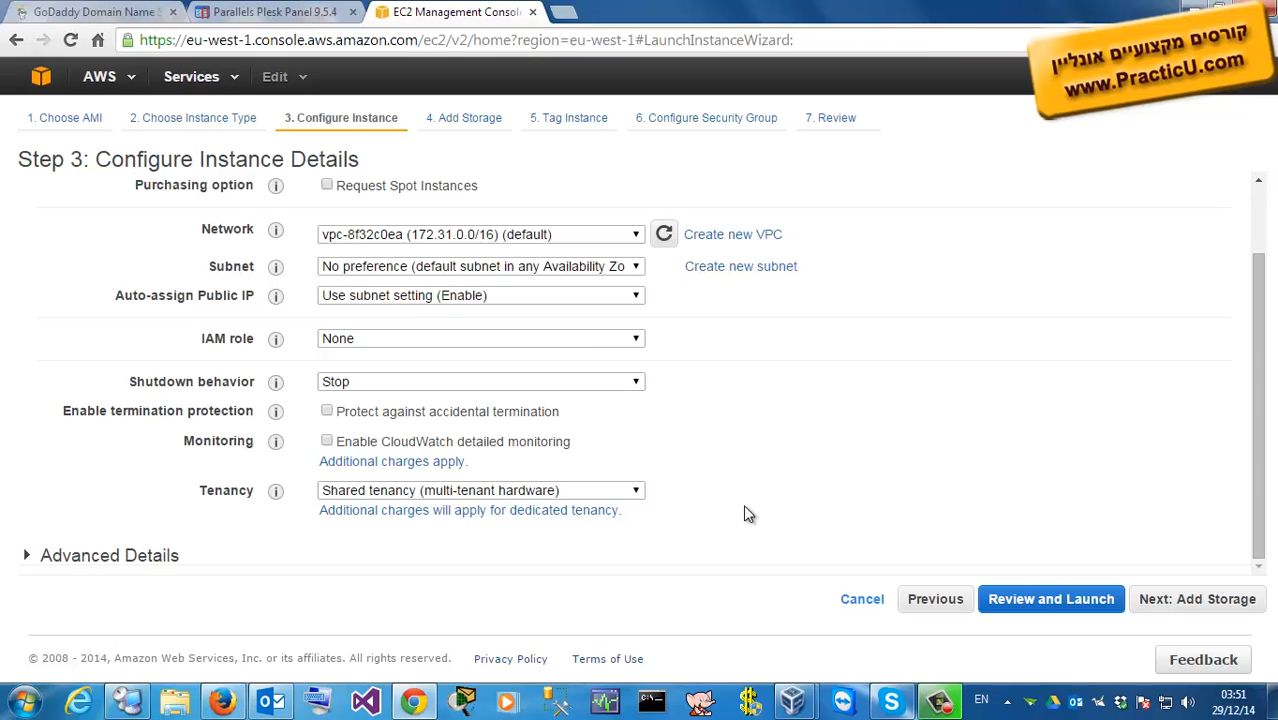 GoDaddy Domain Name S
Parallels Plesk Panel 9.5.4
EC2 Management Consol
https://eu-west-1.console.aws.amazon.com/ec2/v2/home?region=eu-west-1#LaunchInstanceWizard:
קורסים מקצועיים אונליין
www.PracticU.com
AWS
Services
Edit
1. Choose AMI
2. Choose Instance Type
3. Configure Instance
4. Add Storage
5. Tag Instance
6. Configure Security Group
7. Review
Step 3: Configure Instance Details
Purchasing option
Request Spot Instances
Network
vpc-8f32c0ea (172.31.0.0/16) (default)
Create new VPC
Subnet
No preference (default subnet in any Availability Zo
Create new subnet
Auto-assign Public IP
Use subnet setting (Enable)
IAM role
None
Shutdown behavior
Stop
Enable termination protection
Protect against accidental termination
Monitoring
Enable CloudWatch detailed monitoring
Additional charges apply.
Tenancy
Shared tenancy (multi-tenant hardware)
Additional charges will apply for dedicated tenancy.
Advanced Details
Cancel
Previous
Review and Launch
Next: Add Storage
© 2008 - 2014, Amazon Web Services, Inc. or its affiliates. All rights reserved.
Privacy Policy
Terms of Use
Feedback
EN
03:51
29/12/14